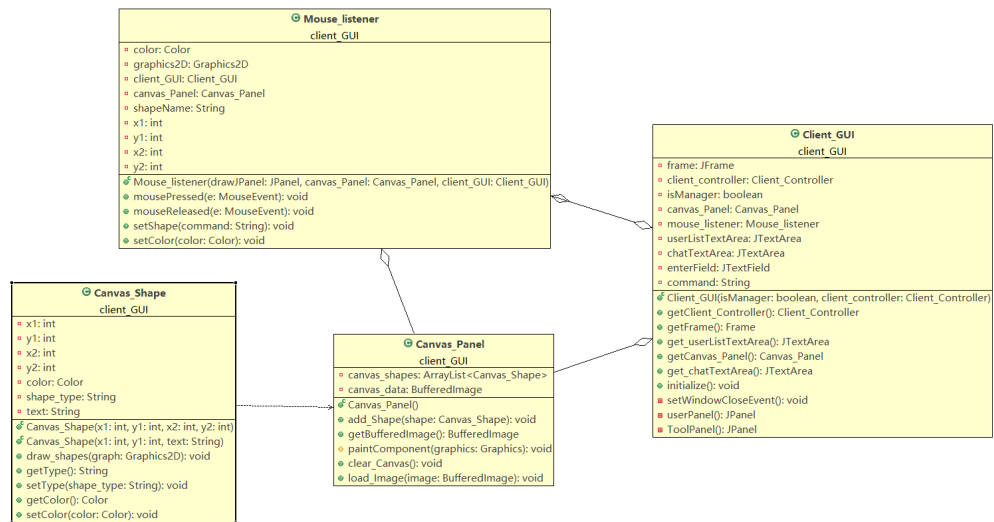 Mouse_listener
client_GUI
color: Color
graphics2D: Graphics2D
client_GUI: Client_GUI
canvas_Panel: Canvas_Panel
shapeName: String
x1: int
y1: int
x2: int
y2: int
Mouse_listener(drawJPanel: JPanel, canvas_Panel: Canvas_Panel, client_GUI: Client_GUI)
mousePressed(e: MouseEvent): void
mouseReleased(e: MouseEvent): void
setShape(command: String): void
setColor(color: Color): void
Client_GUI
client_GUI
frame: JFrame
client_controller: Client_Controller
isManager: boolean
canvas_Panel: Canvas_Panel
mouse_listener: Mouse_listener
userListTextArea: JTextArea
chatTextArea: JTextArea
enterField: JTextField
command: String
Client_GUI(isManager: boolean, client_controller: Client_Controller)
getClient_Controller(): Client_Controller
getFrame(): Frame
get_userListTextArea(): JTextArea
getCanvas_Panel(): Canvas_Panel
get_chatTextArea(): JTextArea
initialize(): void
setWindowCloseEvent(): void
userPanel(): JPanel
ToolPanel(): JPanel
Canvas_Shape
client_GUI
x1: int
y1: int
x2: int
y2: int
color: Color
shape_type: String
text: String
Canvas_Shape(x1: int, y1: int, x2: int, y2: int)
Canvas_Shape(x1: int, y1: int, text: String)
draw_shapes(graph: Graphics2D): void
getType(): String
setType(shape_type: String): void
getColor(): Color
setColor(color: Color): void
Canvas_Panel
client_GUI
canvas_shapes: ArrayList<Canvas_Shape>
canvas_data: BufferedImage
Canvas_Panel()
add_Shape(shape: Canvas_Shape): void
getBufferedImage(): BufferedImage
paintComponent(graphics: Graphics): void
clear_Canvas(): void
load_Image(image: BufferedImage): void